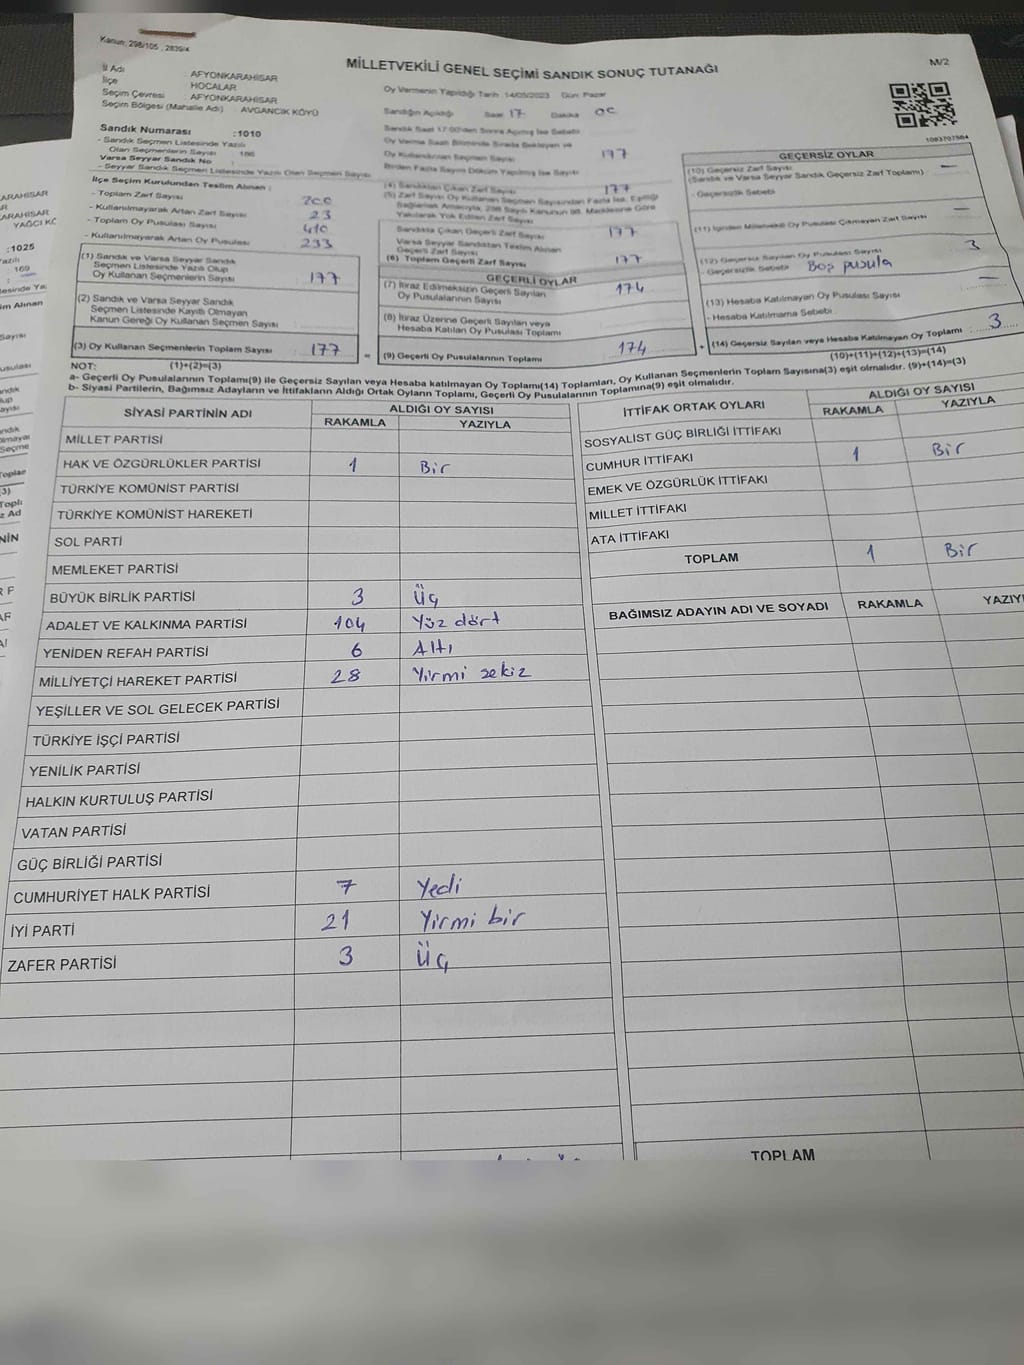 Kanun: 298/105 , 2839/4
MİLLETVEKİLİ GENEL SEÇİMİ SANDIK SONUÇ TUTANAĞI
M/2
İl Adı : AFYONKARAHİSAR
İlçe HOCALAR
Seçim Çevresi : AFYONKARAHİSAR
Seçim Bölgesi (Mahalle Adı) : AVGANCIK KÖYÜ
Sandık Numarası :1010
- Sandık Seçmen Listesinde Yazılı
Olan Seçmenlerin Sayısı
Varsa Seyyar Sandık No
- Seyyar Sandık Seçmen Listesinde Yazılı Olan Seçmen Sayısı
İlçe Seçim Kurulundan Teslim Alınan :
- Toplam Zarf Sayısı 200
- Kullanılmayarak Artan Zarf Sayısı 23
- Toplam Oy Pusulası Sayısı 410
- Kullanılmayarak Artan Oy Pusulası 233
(1) Sandık ve Varsa Seyyar Sandık
Seçmen Listesinde Yazılı Olup
Oy Kullanan Seçmenlerin Sayısı : 177
(2) Sandık ve Varsa Seyyar Sandık
Seçmen Listesinde Kayıtlı Olmayan
Kanun Gereği Oy Kullanan Seçmen Sayısı :
(3) Oy Kullanan Seçmenlerin Toplam Sayısı : 177
Oy Vermenin Yapıldığı Tarih :14/05/2023 Gün: Pazar
Sandığın Açıldığı Saat 17 Dakika 00
Sandık Saat 17:00'den Sonra Açılmış İse Sebebi
Oy Verme Saati Bitiminde Sırada Bekleyen ve
Oy Kullandırılan Seçmen Sayısı 177
Birden Fazla Sayım Döküm Yapılmış İse Sayısı
(4) Sandıktan Çıkan Zarf Sayısı 177
(5) Zarf Sayısı Oy Kullanan Seçmen Sayısından Fazla İse, Eşitliği
Sağlamak Amacıyla, 298 Sayılı Kanunun 98. Maddesine Göre
Yakılarak Yok Edilen Zarf Sayısı
Sandıkta Çıkan Geçerli Zarf Sayısı 177
Varsa Seyyar Sandıktan Teslim Alınan
Geçerli Zarf Sayısı
(6) Toplam Geçerli Zarf Sayısı 177
GEÇERLİ OYLAR
(7) İtiraz Edilmeksizin Geçerli Sayılan
Oy Pusulalarının Sayısı : 174
(8) İtiraz Üzerine Geçerli Sayılan veya
Hesaba Katılan Oy Pusulası Toplamı
= (9) Geçerli Oy Pusulalarının Toplamı : 174
1083707584
GEÇERSİZ OYLAR
(10) Geçersiz Zarf Sayısı —
(Sandık ve Varsa Seyyar Sandık Geçersiz Zarf Toplamı)
- Geçersizlik Sebebi
(11) İçinden Milletvekili Oy Pusulası Çıkmayan Zarf Sayısı —
(12) Geçersiz Sayılan Oy Pusulası Sayısı 3
- Geçersizlik Sebebi Boş pusula
(13) Hesaba Katılmayan Oy Pusulası Sayısı —
- Hesaba Katılmama Sebebi
+ (14) Geçersiz Sayılan veya Hesaba Katılmayan Oy Toplamı : 3
NOT: (1)+(2)=(3)
(10)+(11)+(12)+(13)=(14)
a- Geçerli Oy Pusulalarının Toplamı(9) ile Geçersiz Sayılan veya Hesaba katılmayan Oy Toplamı(14) Toplamları, Oy Kullanan Seçmenlerin Toplam Sayısına(3) eşit olmalıdır. (9)+(14)=(3)
b- Siyasi Partilerin, Bağımsız Adayların ve İttifakların Aldığı Ortak Oyların Toplamı, Geçerli Oy Pusulalarının Toplamına(9) eşit olmalıdır.
SİYASİ PARTİNİN ADI ALDIĞI OY SAYISI
RAKAMLA YAZIYLA
MİLLET PARTİSİ
HAK VE ÖZGÜRLÜKLER PARTİSİ 1 Bir
TÜRKİYE KOMÜNİST PARTİSİ
TÜRKİYE KOMÜNİST HAREKETİ
SOL PARTİ
MEMLEKET PARTİSİ
BÜYÜK BİRLİK PARTİSİ 3 Üç
ADALET VE KALKINMA PARTİSİ 104 Yüz dört
YENİDEN REFAH PARTİSİ 6 Altı
MİLLİYETÇİ HAREKET PARTİSİ 28 Yirmi sekiz
YEŞİLLER VE SOL GELECEK PARTİSİ
TÜRKİYE İŞÇİ PARTİSİ
YENİLİK PARTİSİ
HALKIN KURTULUŞ PARTİSİ
VATAN PARTİSİ
GÜÇ BİRLİĞİ PARTİSİ
CUMHURİYET HALK PARTİSİ 7 Yedi
İYİ PARTİ 21 Yirmi bir
ZAFER PARTİSİ 3 Üç
İTTİFAK ORTAK OYLARI ALDIĞI OY SAYISI
RAKAMLA YAZIYLA
SOSYALİST GÜÇ BİRLİĞİ İTTİFAKI
CUMHUR İTTİFAKI 1 Bir
EMEK VE ÖZGÜRLÜK İTTİFAKI
MİLLET İTTİFAKI
ATA İTTİFAKI
TOPLAM 1 Bir
BAĞIMSIZ ADAYIN ADI VE SOYADI RAKAMLA
TOPLAM
ARAHİSAR
:1025
169